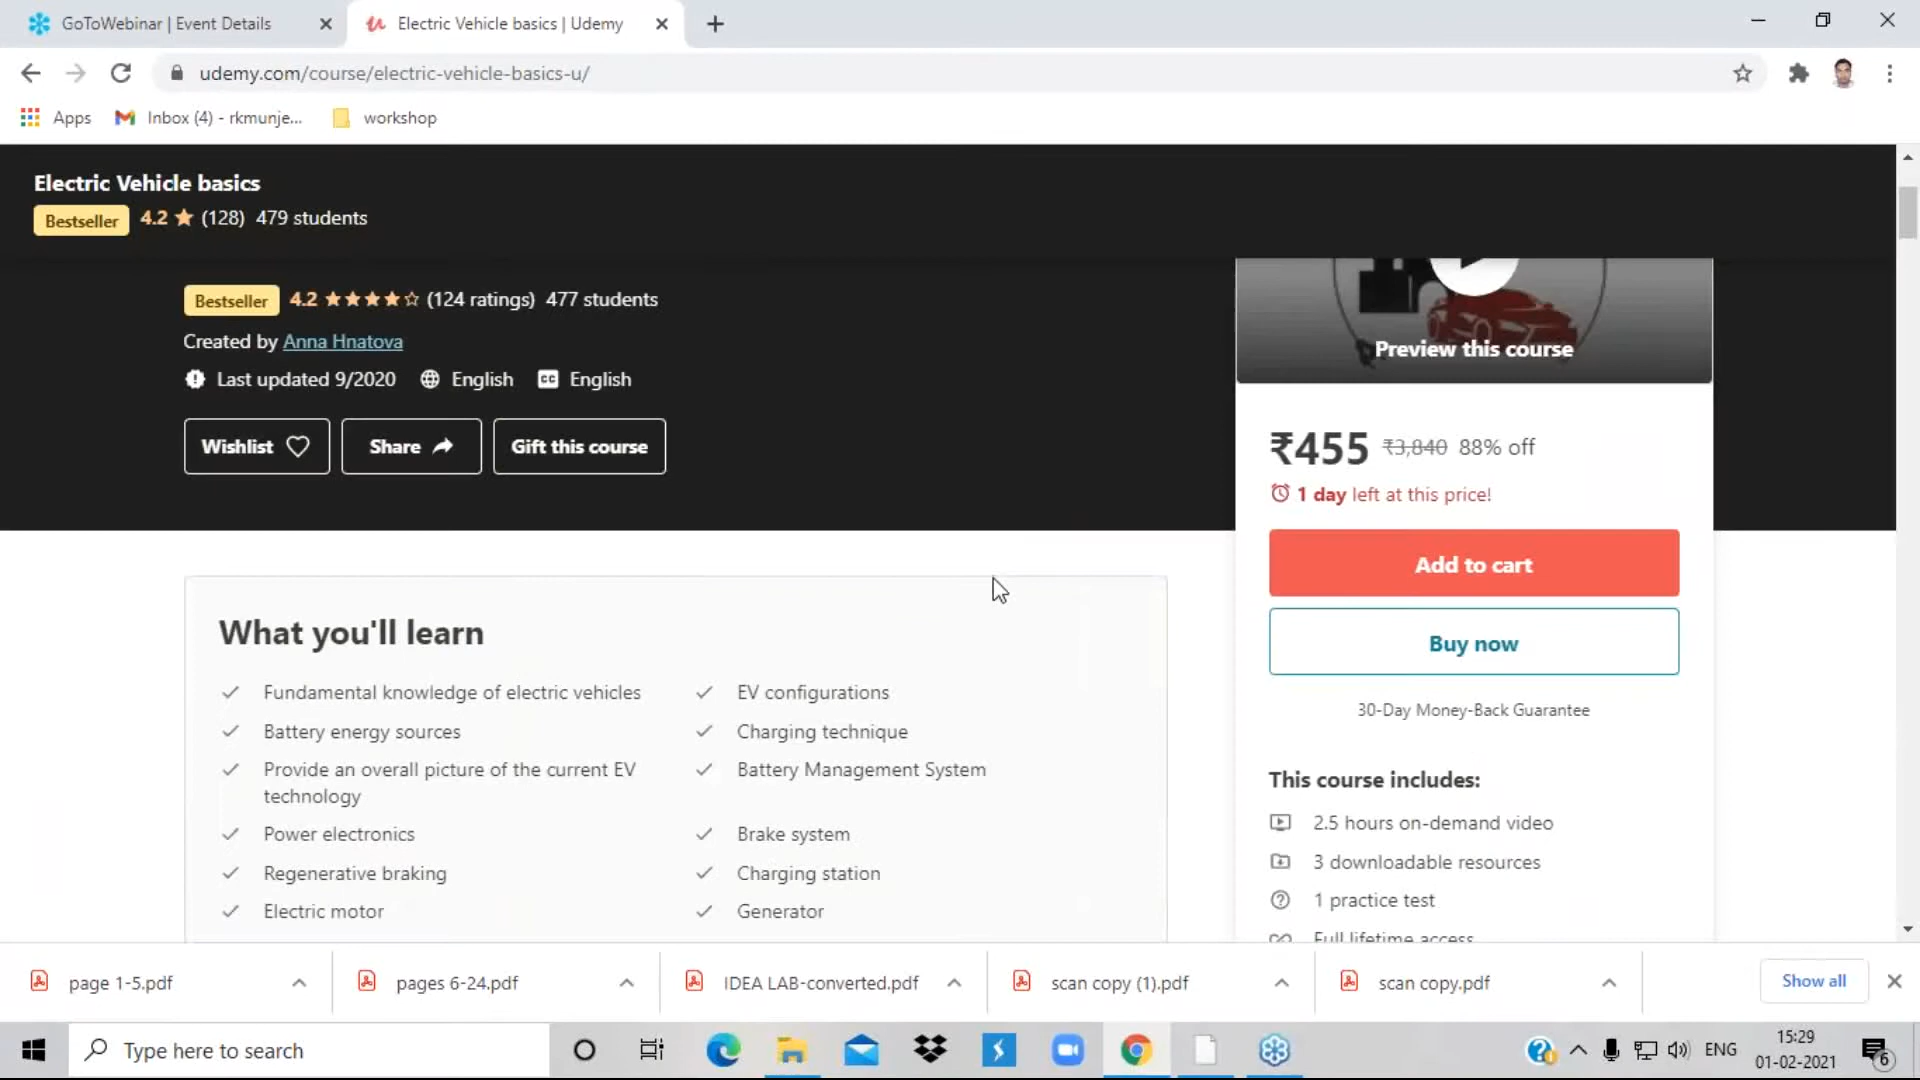 GoToWebinar | Event Details
Electric Vehicle basics | Udemy
udemy.com/course/electric-vehicle-basics-u/
Apps
Inbox (4) - rkmunje...
workshop
Electric Vehicle basics
Bestseller 4.2 (128) 479 students
Bestseller 4.2 (124 ratings) 477 students
Created by Anna Hnatova
Last updated 9/2020 English CC English
Wishlist
Share
Gift this course
Preview this course
₹455 ₹3,840 88% off
1 day left at this price!
Add to cart
Buy now
30-Day Money-Back Guarantee
This course includes:
2.5 hours on-demand video
3 downloadable resources
1 practice test
Full lifetime access
What you'll learn
Fundamental knowledge of electric vehicles
EV configurations
Battery energy sources
Charging technique
Provide an overall picture of the current EV
technology
Battery Management System
Power electronics
Brake system
Regenerative braking
Charging station
Electric motor
Generator
page 1-5.pdf
pages 6-24.pdf
IDEA LAB-converted.pdf
scan copy (1).pdf
scan copy.pdf
Show all
Type here to search
ENG
15:29
01-02-2021
6